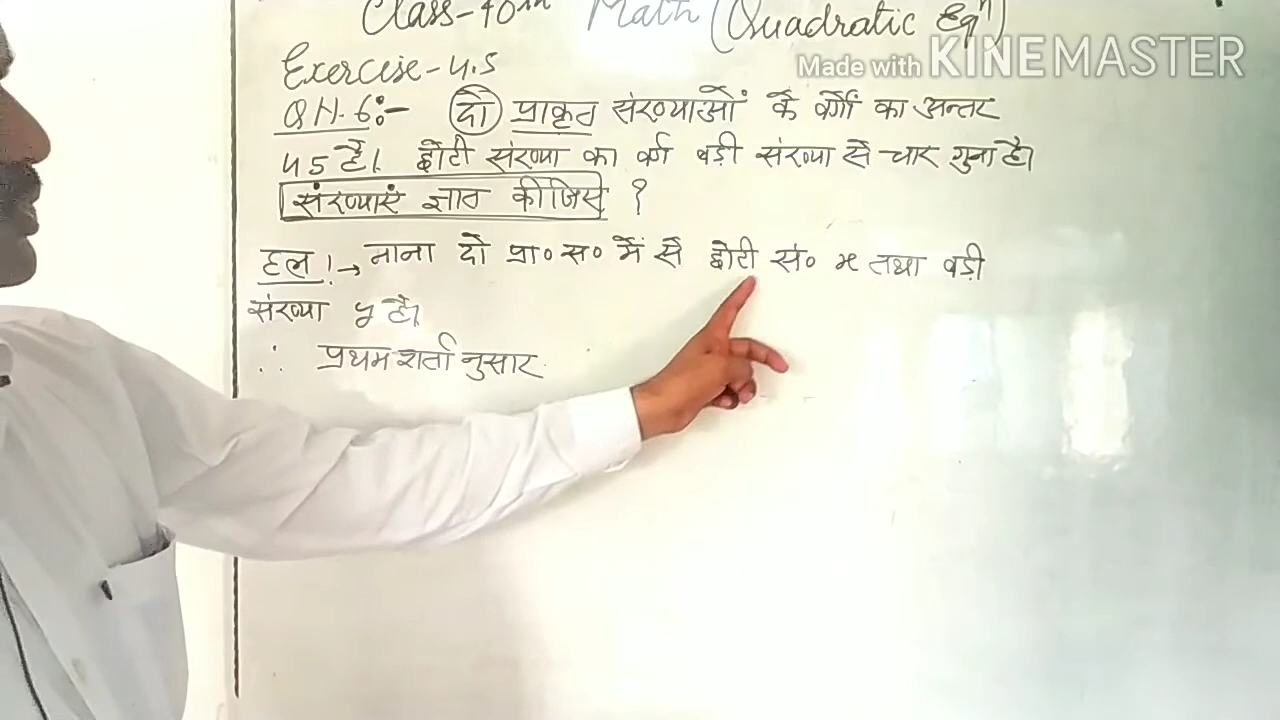 Class-10th Math (Quadratic Eqn)
Made with KINEMASTER
Exercise-4.5
Q.N.6:- दो प्राकृत संख्याओं के वर्गों का अन्तर
45 है। छोटी संख्या का वर्ग बड़ी संख्या से चार गुना है।
संख्याएं ज्ञात कीजिए ?
हल!→ माना दो प्रा० स० में से छोटी सं० x तथा बड़ी
संख्या y है।
∴ प्रथम शर्तानुसार